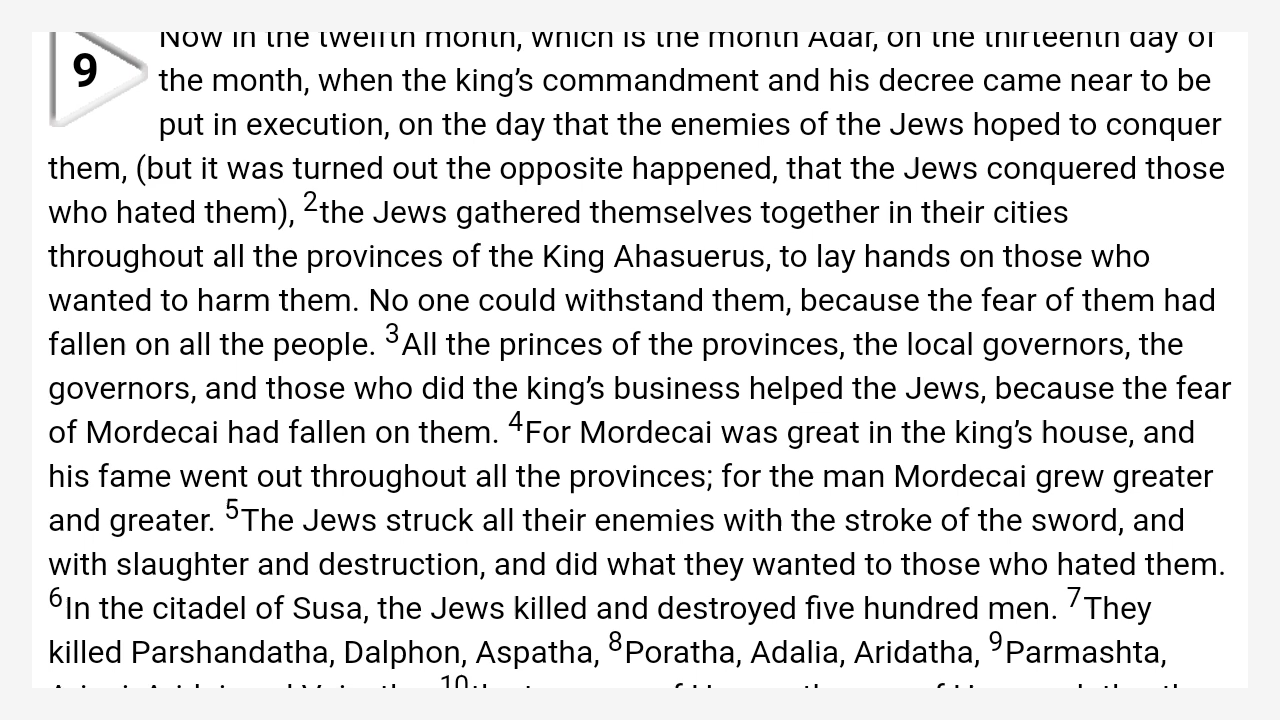 Now in the twelfth month, which is the month Adar, on the thirteenth day of
9
the month, when the king’s commandment and his decree came near to be
put in execution, on the day that the enemies of the Jews hoped to conquer
them, (but it was turned out the opposite happened, that the Jews conquered those
who hated them), 2the Jews gathered themselves together in their cities
throughout all the provinces of the King Ahasuerus, to lay hands on those who
wanted to harm them. No one could withstand them, because the fear of them had
fallen on all the people. 3All the princes of the provinces, the local governors, the
governors, and those who did the king’s business helped the Jews, because the fear
of Mordecai had fallen on them. 4For Mordecai was great in the king’s house, and
his fame went out throughout all the provinces; for the man Mordecai grew greater
and greater. 5The Jews struck all their enemies with the stroke of the sword, and
with slaughter and destruction, and did what they wanted to those who hated them.
6In the citadel of Susa, the Jews killed and destroyed five hundred men. 7They
killed Parshandatha, Dalphon, Aspatha, 8Poratha, Adalia, Aridatha, 9Parmashta,